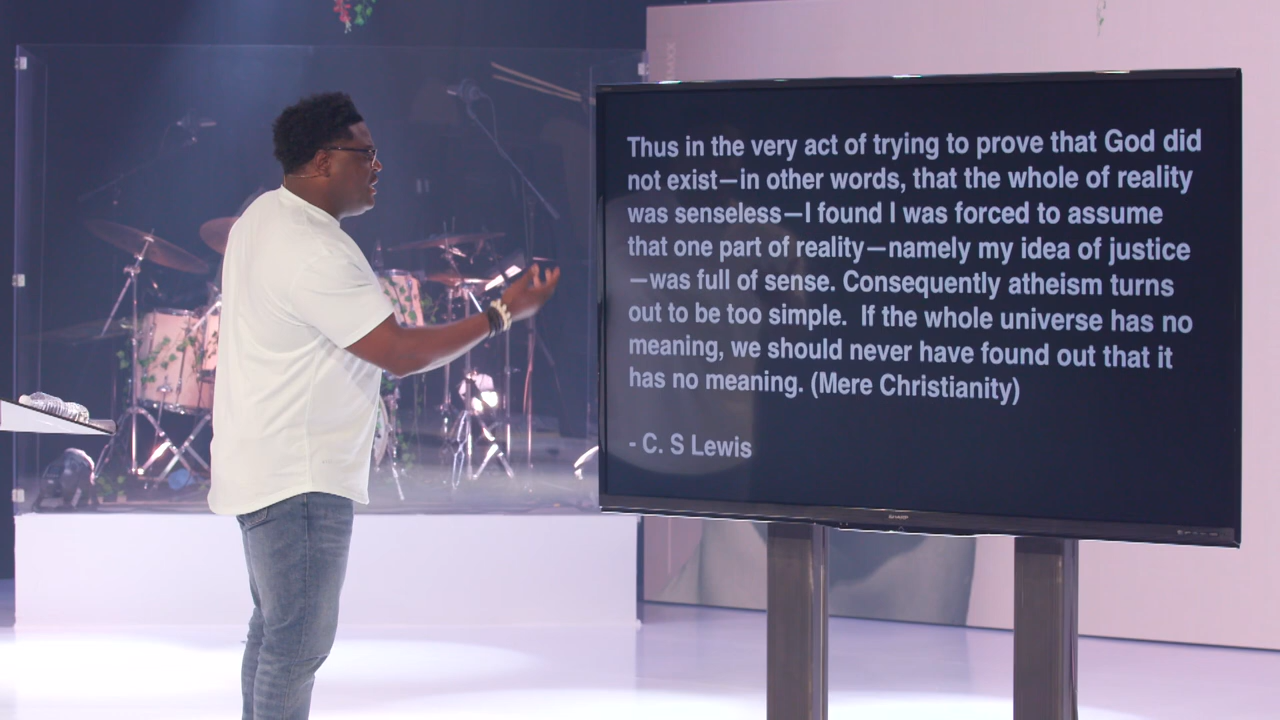 Thus in the very act of trying to prove that God did
not exist—in other words, that the whole of reality
was senseless—I found I was forced to assume
that one part of reality—namely my idea of justice
—was full of sense. Consequently atheism turns
out to be too simple.  If the whole universe has no
meaning, we should never have found out that it
has no meaning. (Mere Christianity)
- C. S Lewis
SHARP